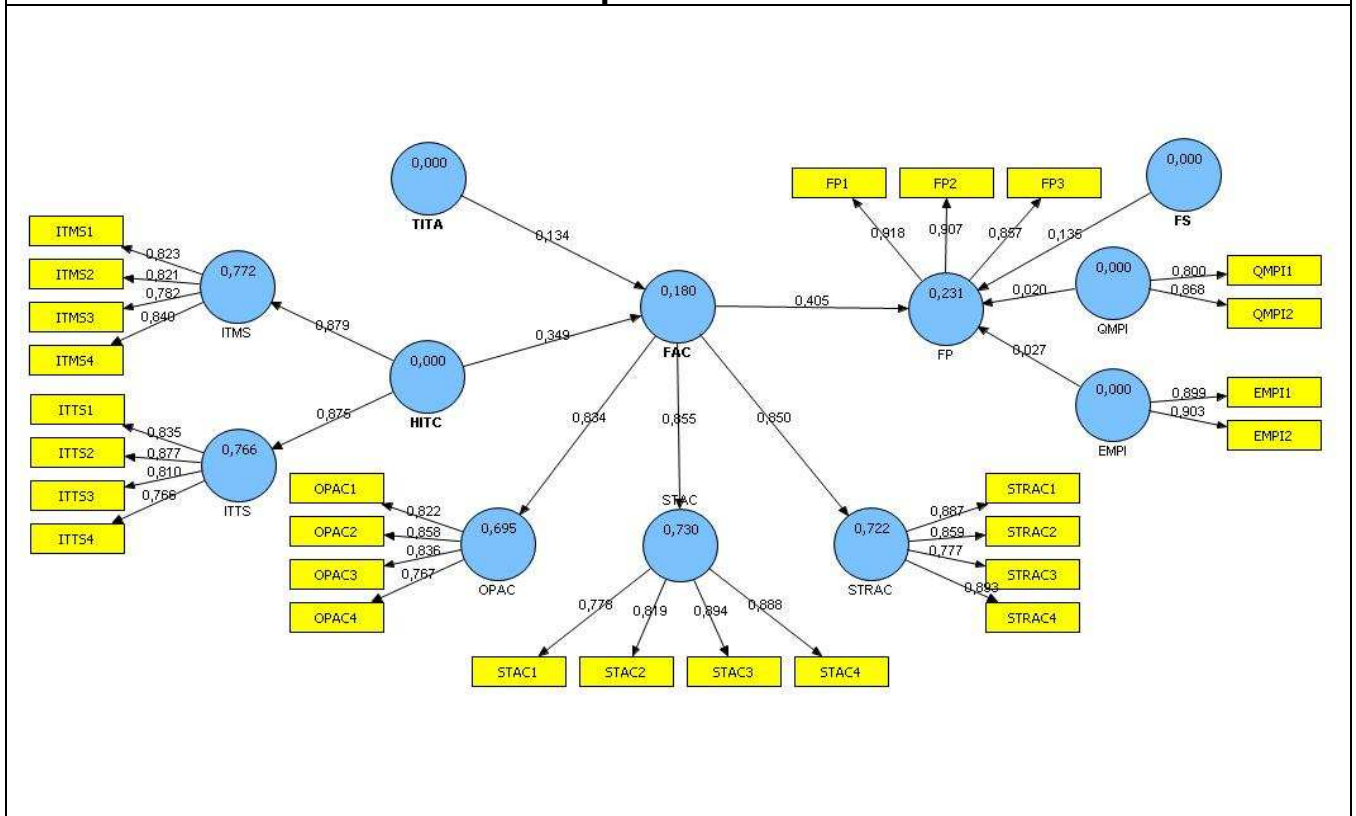 0,000
TITA
0,134
ITMS1
ITMS2
ITMS3
ITMS4
0,823
0,821
0,782
0,840
0,772
ITMS
0,879
0,000
HITC
0,349
0,875
ITTS1
ITTS2
ITTS3
ITTS4
0,835
0,877
0,810
0,766
0,766
ITTS
0,180
FAC
0,405
0,834
0,855
0,850
FP1
FP2
FP3
0,918
0,907
0,857
0,231
FP
0,000
FS
0,135
0,000
QMPI
0,020
0,800
0,868
QMPI1
QMPI2
0,000
EMPI
0,027
0,899
0,903
EMPI1
EMPI2
OPAC1
OPAC2
OPAC3
OPAC4
0,822
0,858
0,836
0,767
0,695
OPAC
STAC
0,730
0,776
0,819
0,894
0,888
STAC1
STAC2
STAC3
STAC4
0,722
STRAC
0,887
0,859
0,777
0,893
STRAC1
STRAC2
STRAC3
STRAC4